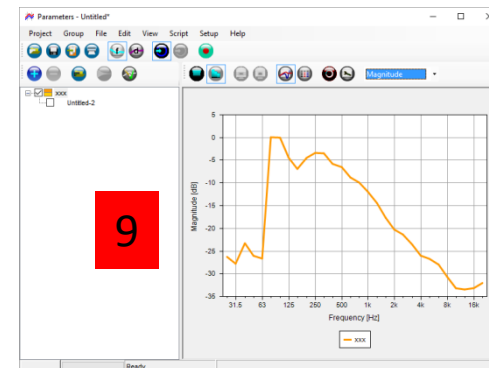 Parameters - Untitled*
Project Group File Edit View Script Setup Help
Magnitude
xxx
Untitled-2
9
5
0
-5
-10
-15
-20
-25
-30
-35
Magnitude [dB]
31.5 63 125 250 500 1k 2k 4k 8k 16k
Frequency [Hz]
xxx
Ready